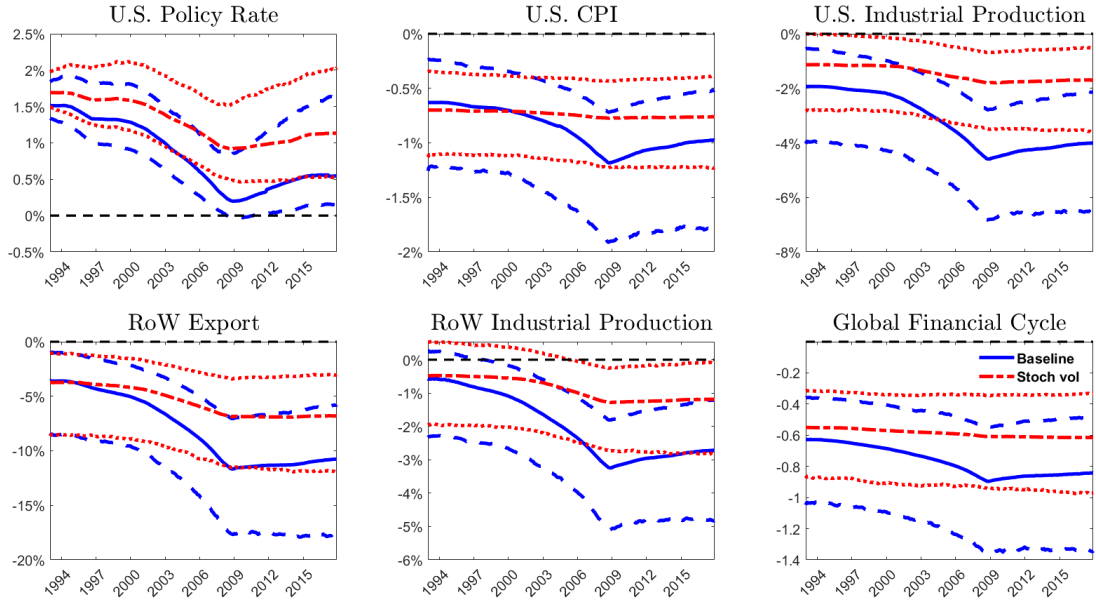 U.S. Policy Rate
2.5%
2%
1.5%
1%
0.5%
0%
-0.5%
1994 1997 2000 2003 2006 2009 2012 2015
U.S. CPI
0%
-0.5%
-1%
-1.5%
-2%
1994 1997 2000 2003 2006 2009 2012 2015
U.S. Industrial Production
0%
-2%
-4%
-6%
-8%
1994 1997 2000 2003 2006 2009 2012 2015
RoW Export
0%
-5%
-10%
-15%
-20%
1994 1997 2000 2003 2006 2009 2012 2015
RoW Industrial Production
0%
-1%
-2%
-3%
-4%
-5%
-6%
1994 1997 2000 2003 2006 2009 2012 2015
Global Financial Cycle
Baseline
Stoch vol
-0.2
-0.4
-0.6
-0.8
-1
-1.2
-1.4
1994 1997 2000 2003 2006 2009 2012 2015